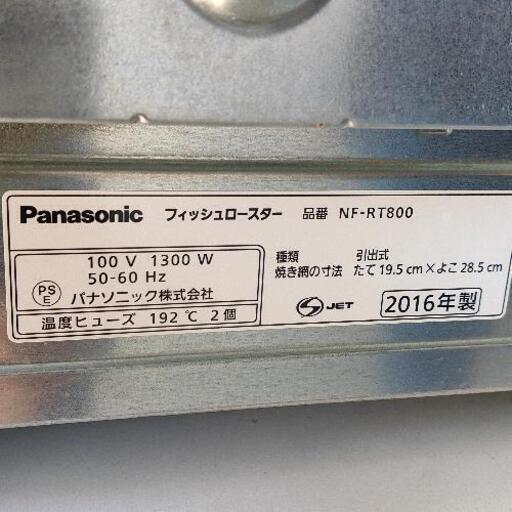 Panasonic フィッシュロースター 品番 NF-RT800
100 V 1300 W
50-60 Hz
PS E
パナソニック株式会社
温度ヒューズ 192 ℃ 2 個
種類 引出式
焼き網の寸法 たて 19.5 cm×よこ 28.5 cm
S JET
2016年製